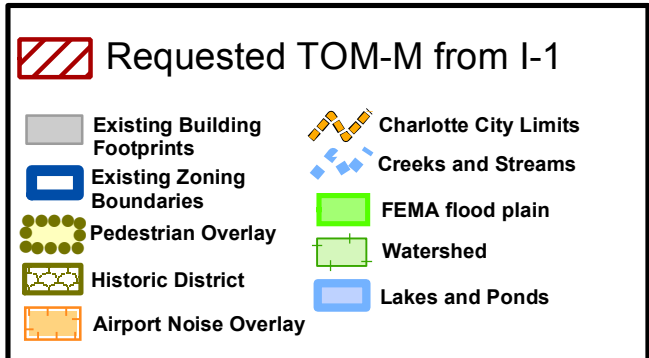 Requested TOM-M from I-1
Existing Building
Footprints
Existing Zoning
Boundaries
Pedestrian Overlay
Historic District
Airport Noise Overlay
Charlotte City Limits
Creeks and Streams
FEMA flood plain
Watershed
Lakes and Ponds